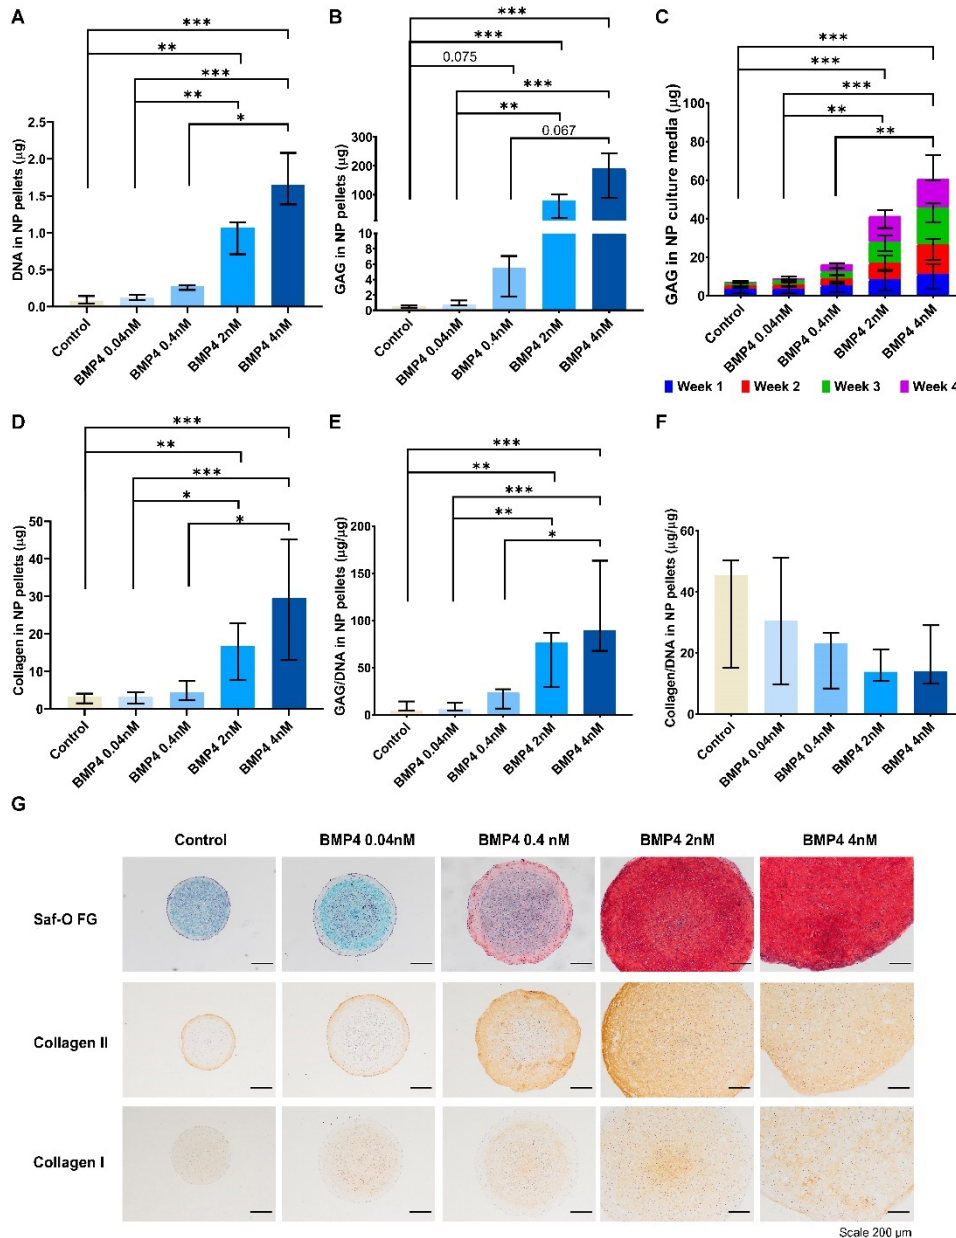 A
B
C
***
**
***
**
*
DNA in NP pellets (µg)
2.5
2.0
1.5
1.0
0.5
0.0
Control
BMP4 0.04nM
BMP4 0.4nM
BMP4 2nM
BMP4 4nM
***
***
0.075
***
**
0.067
GAG in NP pellets (µg)
300
200
100
10
8
6
4
2
0
Control
BMP4 0.04nM
BMP4 0.4nM
BMP4 2nM
BMP4 4nM
***
***
***
**
**
GAG in NP culture media (µg)
100
80
60
40
20
0
Control
BMP4 0.04nM
BMP4 0.4nM
BMP4 2nM
BMP4 4nM
Week 1 Week 2 Week 3 Week 4
D
E
F
***
**
***
*
*
Collagen in NP pellets (µg)
50
40
30
20
10
0
Control
BMP4 0.04nM
BMP4 0.4nM
BMP4 2nM
BMP4 4nM
***
**
***
**
*
GAG/DNA in NP pellets (µg/µg)
200
150
100
50
0
Control
BMP4 0.04nM
BMP4 0.4nM
BMP4 2nM
BMP4 4nM
Collagen/DNA in NP pellets (µg/µg)
60
40
20
0
Control
BMP4 0.04nM
BMP4 0.4nM
BMP4 2nM
BMP4 4nM
G
Control BMP4 0.04nM BMP4 0.4 nM BMP4 2nM BMP4 4nM
Saf-O FG
Collagen II
Collagen I
Scale 200 µm